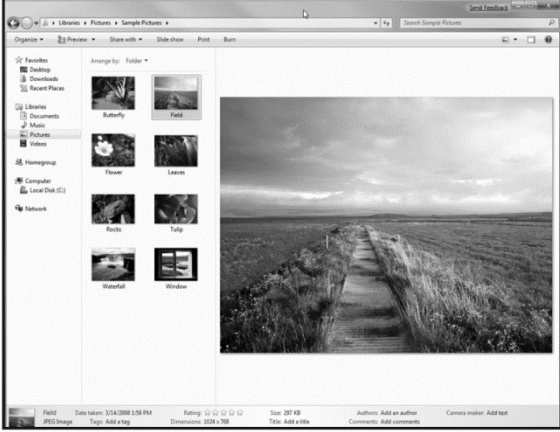 Send Feedback
Libraries Pictures Sample Pictures
Search Sample Pictures
Organize Preview Share with Slide show Print Burn
Favorites
Desktop
Downloads
Recent Places
Libraries
Documents
Music
Pictures
Videos
Homegroup
Computer
Local Disk (C:)
Network
Arrange by: Folder
Butterfly Field
Flower Leaves
Rocks Tulip
Waterfall Window
Field Date taken: 3/14/2008 1:59 PM Rating: Size: 297 KB Authors: Add an author Camera maker: Add text
JPEG Image Tags: Add a tag Dimensions: 1024 x 768 Title: Add a title Comments: Add comments